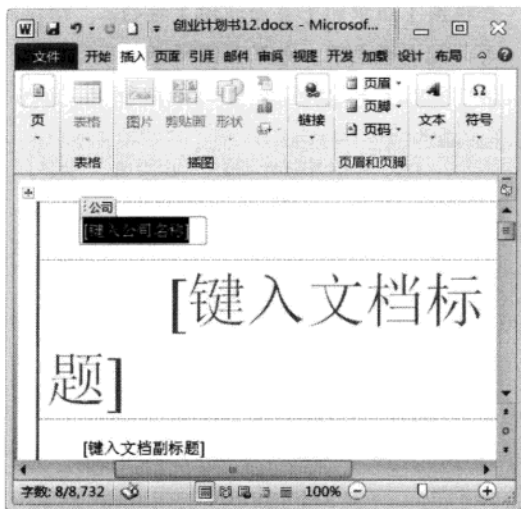 创业计划书12.docx - Microsof...
文件 开始 插入 页面 引用 邮件 审阅 视图 开发 加载 设计 布局
页 表格 图片 剪贴画 形状 链接 页眉 页脚 页码 文本 符号
表格 插图 页眉和页脚
公司
[键入公司名称]
[键入文档标
题]
[键入文档副标题]
字数: 8/8,732 100%